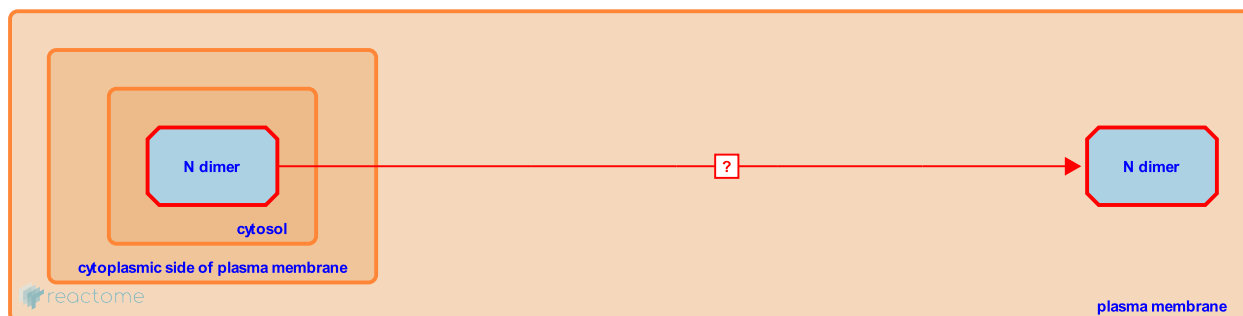 N dimer
?
N dimer
cytosol
cytoplasmic side of plasma membrane
reactome
plasma membrane